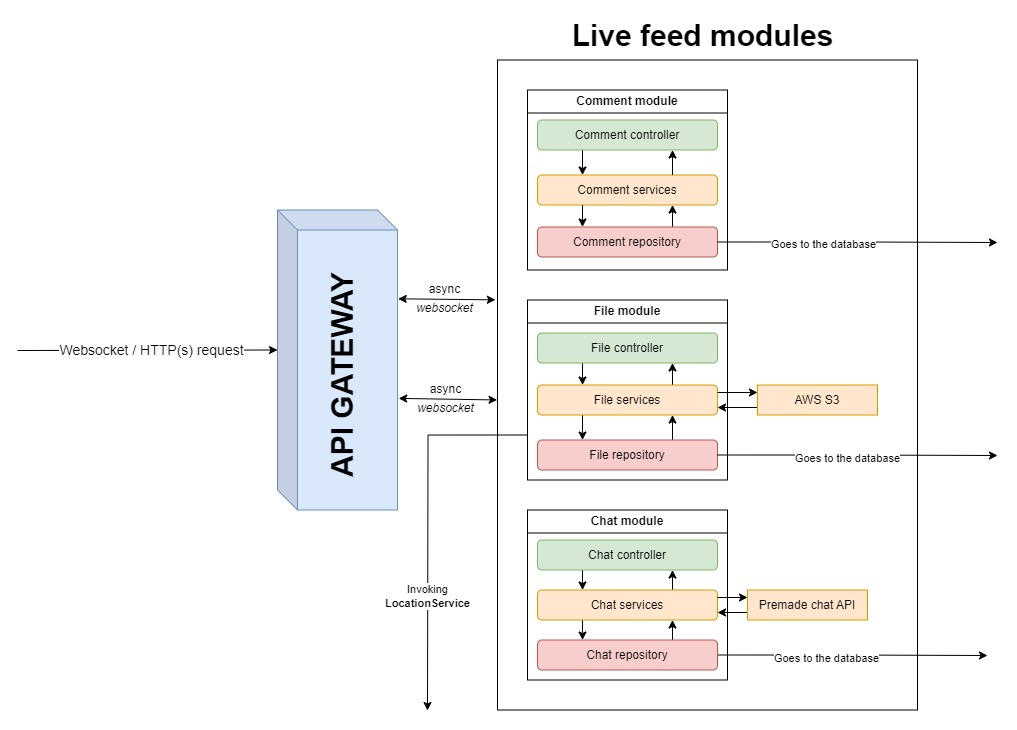 Live feed modules
Comment module
Comment controller
Comment services
Comment repository
Goes to the database
API GATEWAY
async
websocket
Websocket / HTTP(s) request
async
websocket
File module
File controller
File services
AWS S3
File repository
Goes to the database
Invoking
LocationService
Chat module
Chat controller
Chat services
Premade chat API
Chat repository
Goes to the database